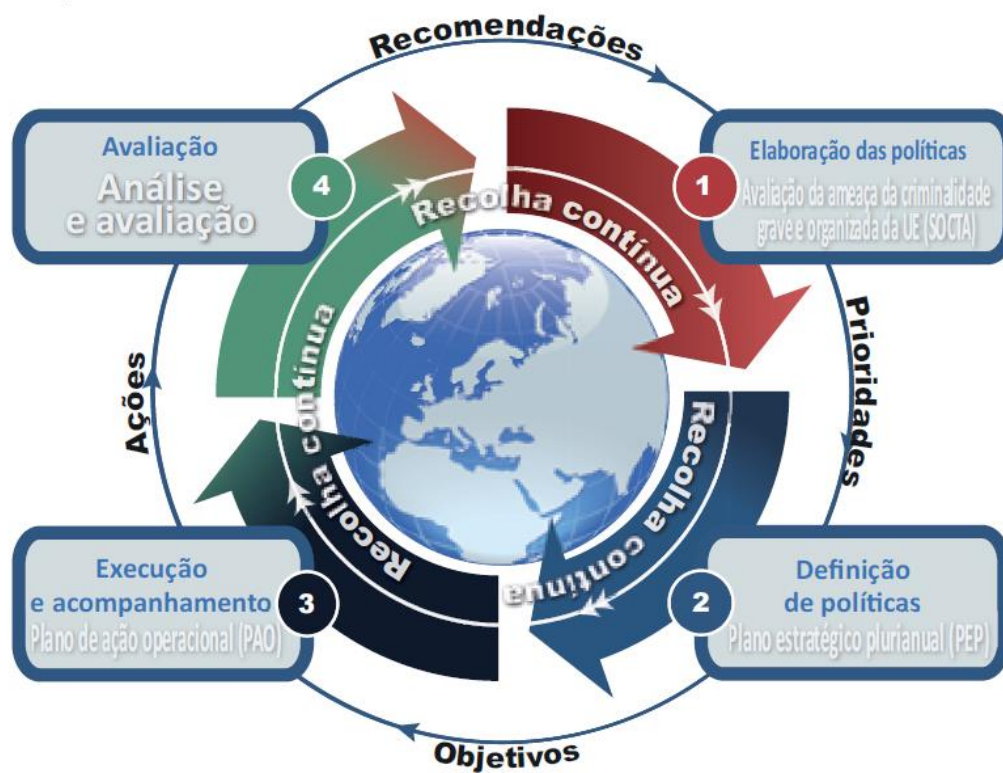 Recomendações
Avaliação
Análise
e avaliação
4
1
Elaboração das políticas
Avaliação da ameaça da criminalidade
grave e organizada da UE (SOCTA)
Recolha contínua
Prioridades
Recolha contínua
2
Definição
de políticas
Plano estratégico plurianual (PEP)
Objetivos
Execução
e acompanhamento
Plano de ação operacional (PAO)
3
Recolha contínua
Ações